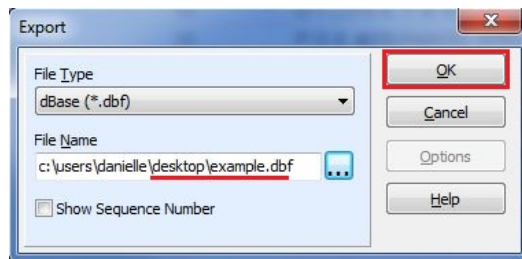 Export
File Type
dBase (*.dbf)
File Name
c:\users\danielle\desktop\example.dbf
...
Show Sequence Number
OK
Cancel
Options
Help